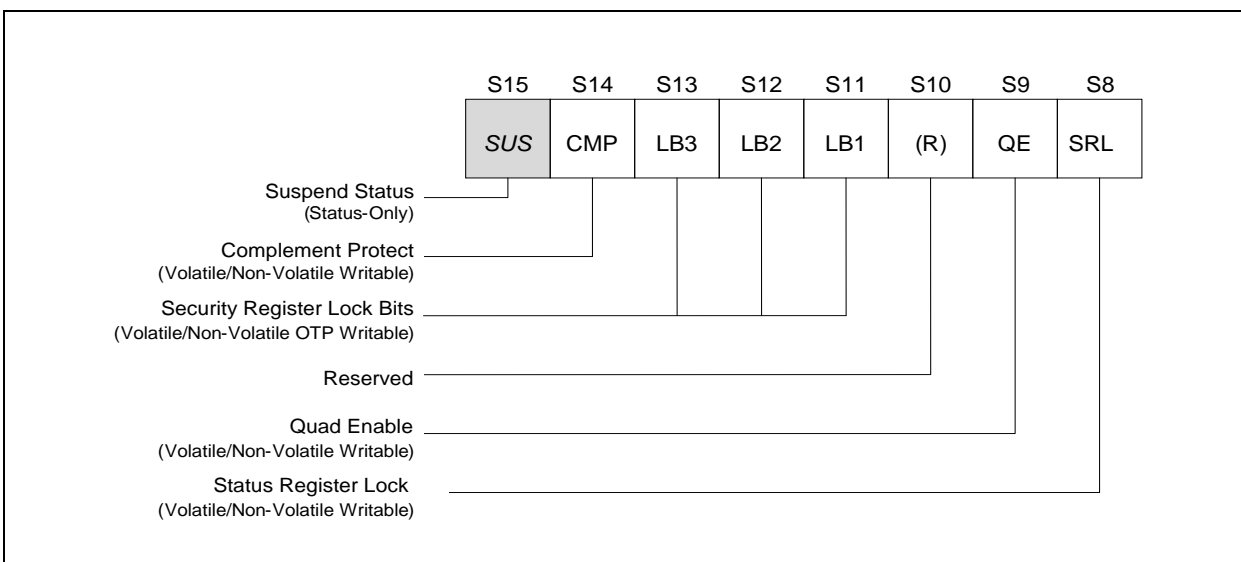 S15 S14 S13 S12 S11 S10 S9 S8
SUS CMP LB3 LB2 LB1 (R) QE SRL
Suspend Status
(Status-Only)
Complement Protect
(Volatile/Non-Volatile Writable)
Security Register Lock Bits
(Volatile/Non-Volatile OTP Writable)
Reserved
Quad Enable
(Volatile/Non-Volatile Writable)
Status Register Lock
(Volatile/Non-Volatile Writable)